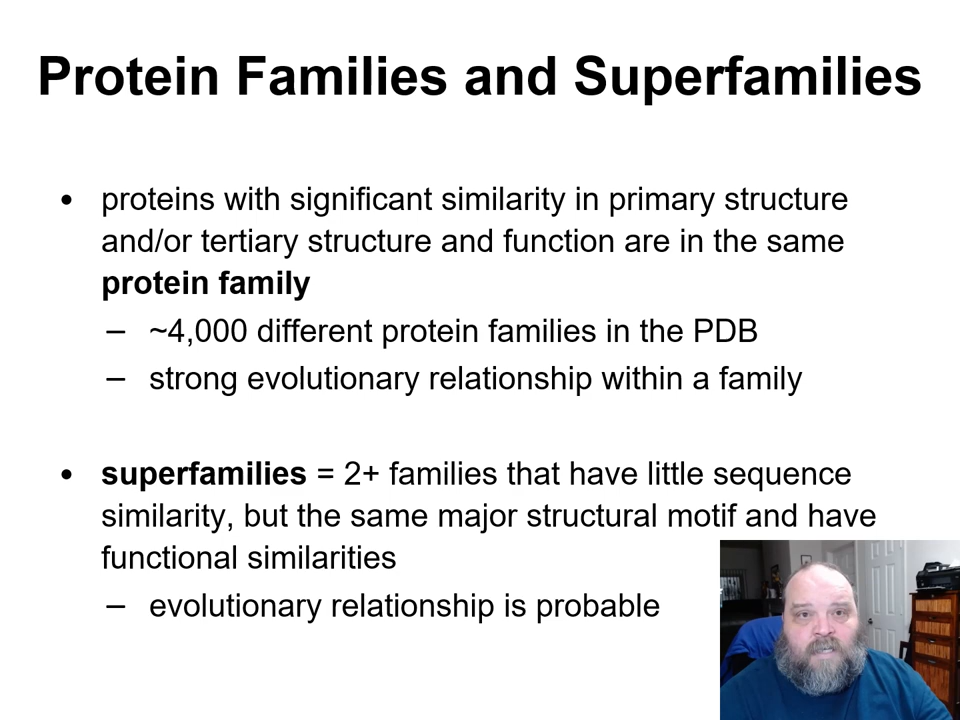 Protein Families and Superfamilies
• proteins with significant similarity in primary structure
and/or tertiary structure and function are in the same
protein family
– ~4,000 different protein families in the PDB
– strong evolutionary relationship within a family
• superfamilies = 2+ families that have little sequence
similarity, but the same major structural motif and have
functional similarities
– evolutionary relationship is probable